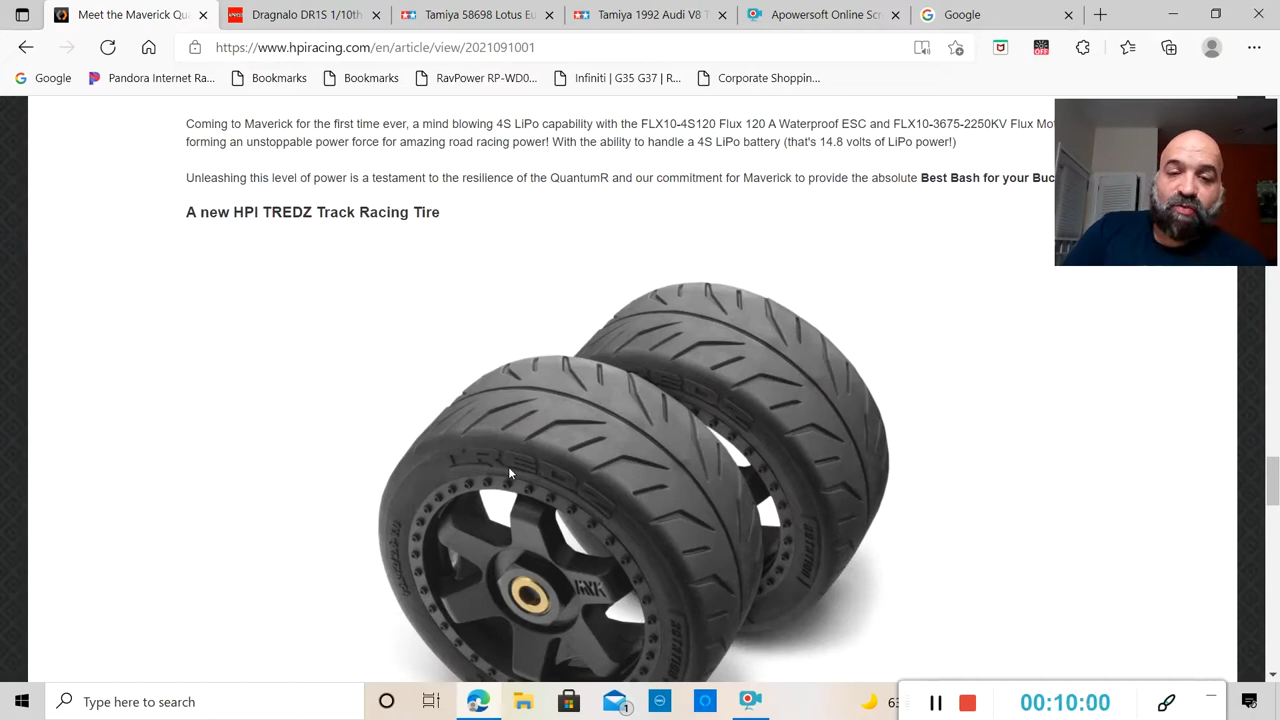 Meet the Maverick Qu
Dragnalo DR18 1/10th
Tamiya 58698 Lotus Eu
Tamiya 1992 Audi V8 T
Apowersoft Online Scr
Google
https://www.hpiracing.com/en/article/view/2021091001
OFF
Google
Pandora Internet Ra...
Bookmarks
Bookmarks
RavPower RP-WD0...
Infiniti | G35 G37 | R...
Corporate Shoppin...
Coming to Maverick for the first time ever, a mind blowing 4S LiPo capability with the FLX10-4S120 Flux 120 A Waterproof ESC and FLX10-3675-2250KV Flux Mot
forming an unstoppable power force for amazing road racing power! With the ability to handle a 4S LiPo battery (that's 14.8 volts of LiPo power!)
Unleashing this level of power is a testament to the resilience of the QuantumR and our commitment for Maverick to provide the absolute Best Bash for your Buc
A new HPI TREDZ Track Racing Tire
ROTATION
ROTATION
Type here to search
1
00:10:00